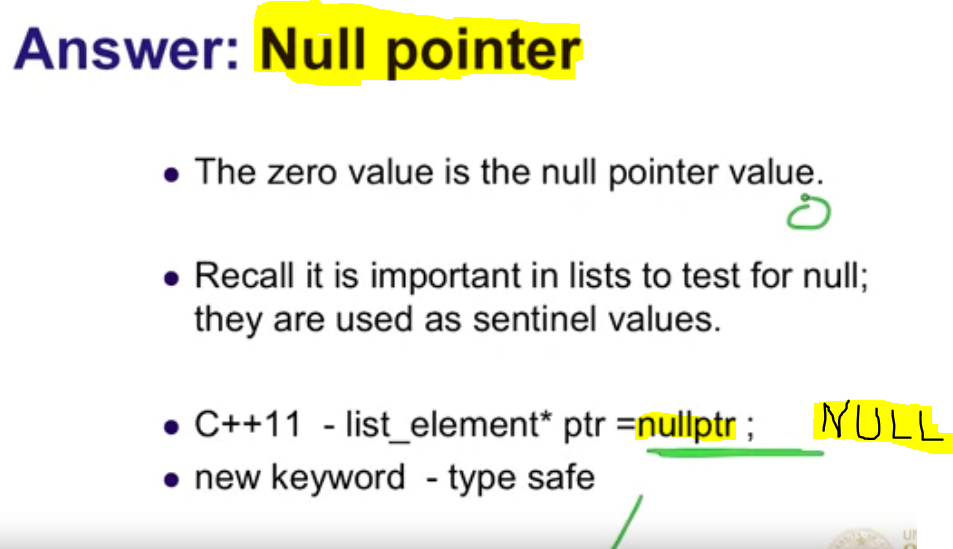 Answer: Null pointer
• The zero value is the null pointer value.
0
• Recall it is important in lists to test for null;
they are used as sentinel values.
• C++11 - list_element* ptr =nullptr ; NULL
• new keyword - type safe